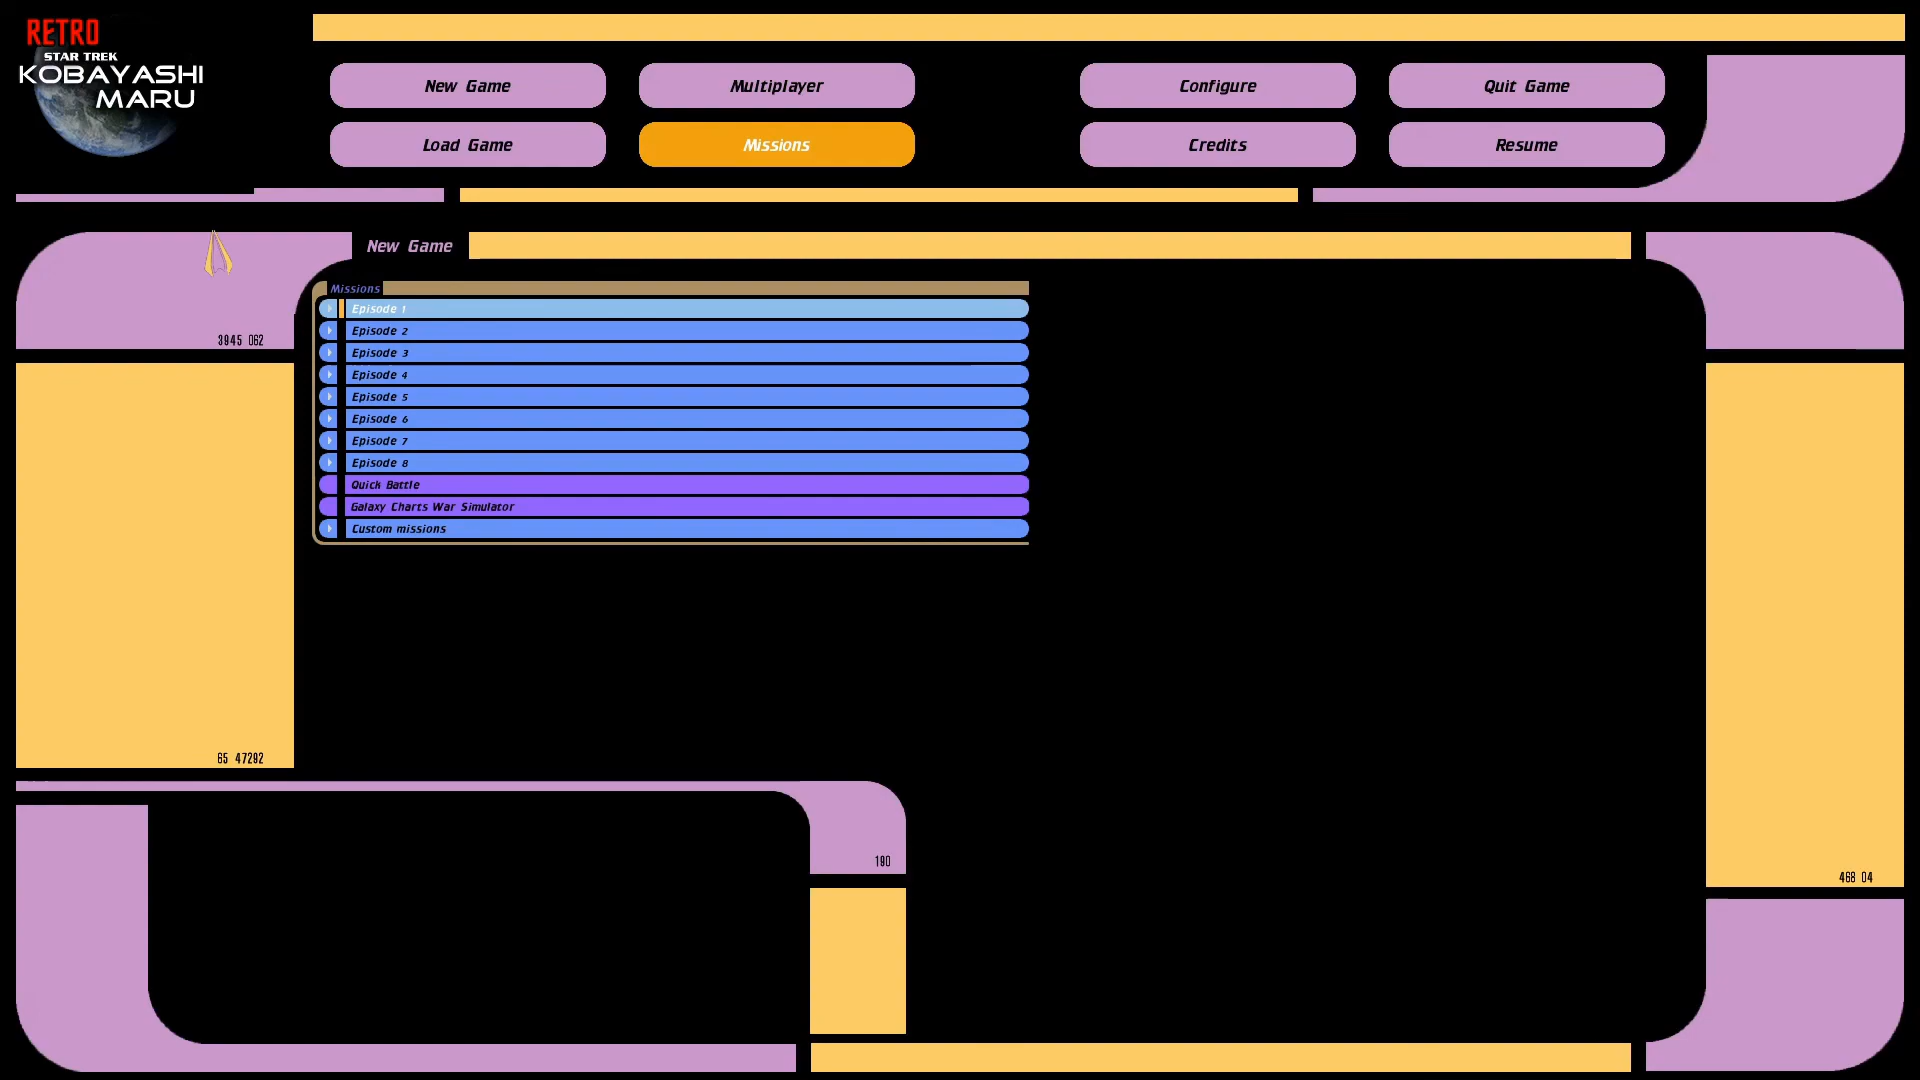 RETRO
STAR TREK
KOBAYASHI
MARU
New Game
Multiplayer
Configure
Quit Game
Load Game
Missions
Credits
Resume
New Game
3945 062
Missions
Episode 1
Episode 2
Episode 3
Episode 4
Episode 5
Episode 6
Episode 7
Episode 8
Quick Battle
Galaxy Charts War Simulator
Custom missions
65 47282
190
468 04